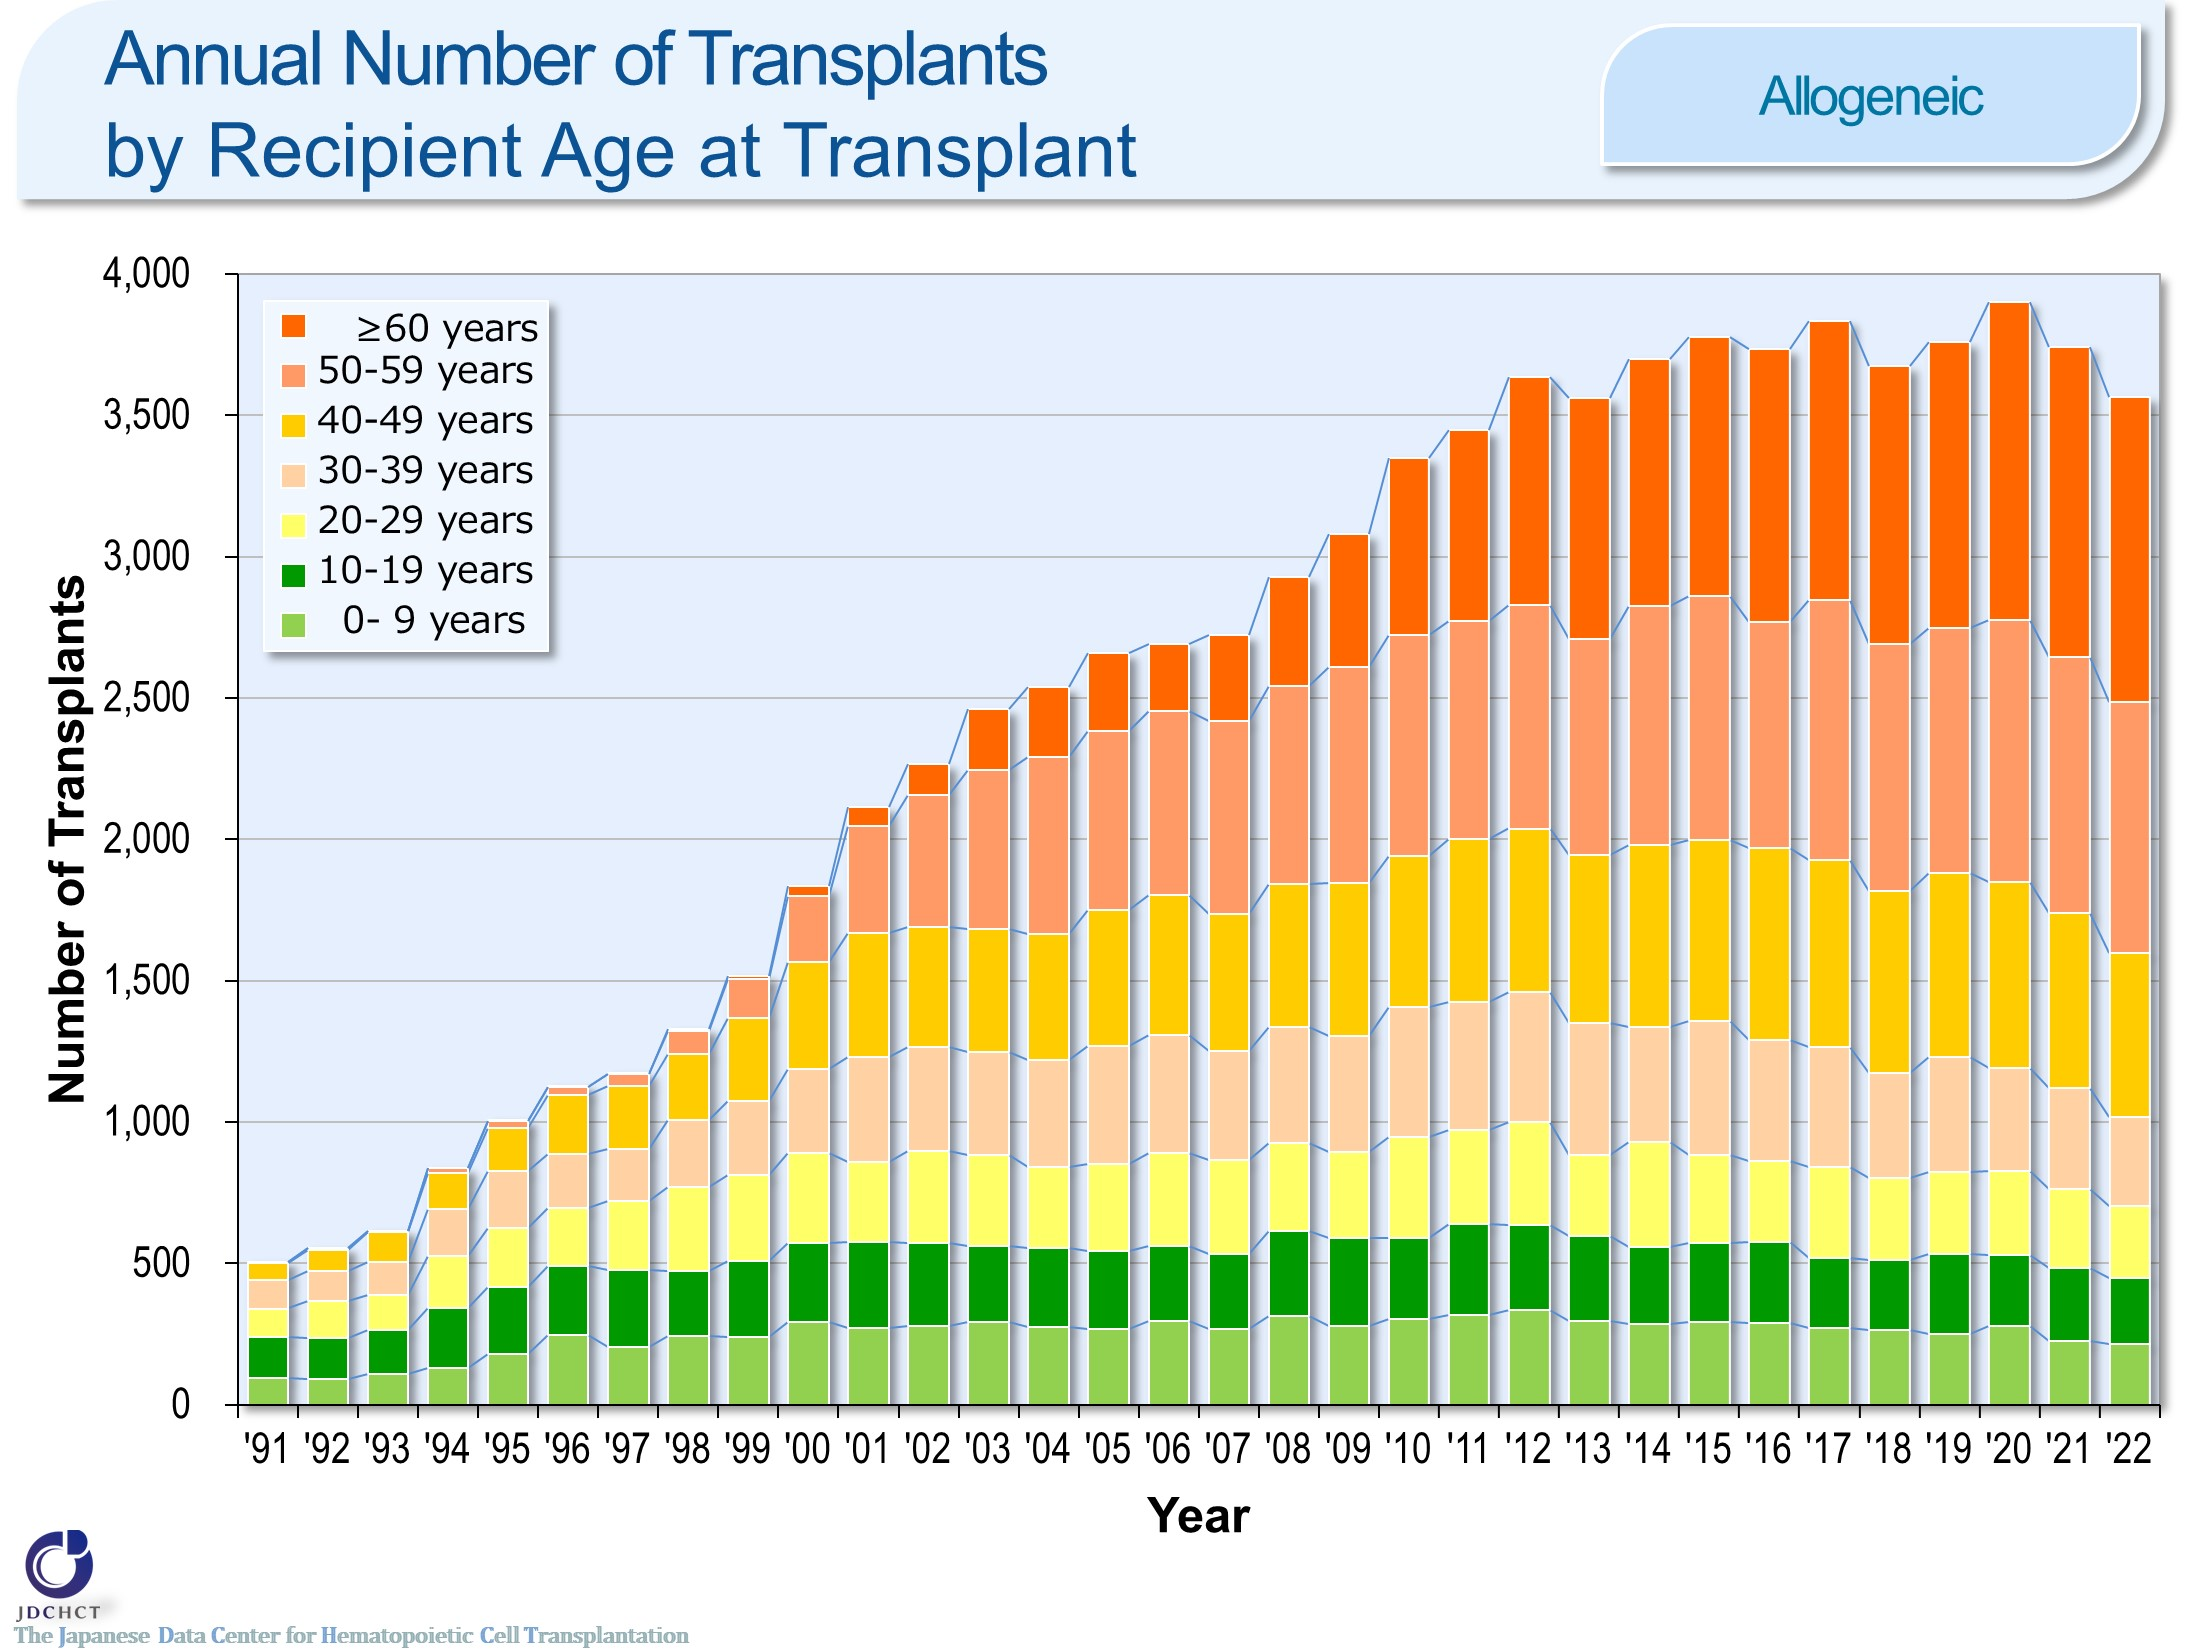 Annual Number of Transplants
by Recipient Age at Transplant
Allogeneic
4,000
3,500
3,000
2,500
2,000
1,500
1,000
500
0
Number of Transplants
≥60 years
50-59 years
40-49 years
30-39 years
20-29 years
10-19 years
0- 9 years
'91 '92 '93 '94 '95 '96 '97 '98 '99 '00 '01 '02 '03 '04 '05 '06 '07 '08 '09 '10 '11 '12 '13 '14 '15 '16 '17 '18 '19 '20 '21 '22
Year
JDCHCT
The Japanese Data Center for Hematopoietic Cell Transplantation